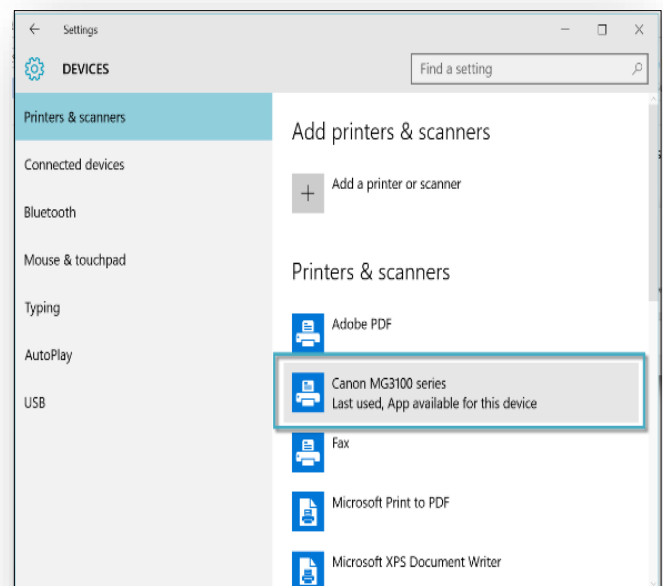 Settings
DEVICES
Find a setting
Printers & scanners
Connected devices
Bluetooth
Mouse & touchpad
Typing
AutoPlay
USB
Add printers & scanners
Add a printer or scanner
Printers & scanners
Adobe PDF
Canon MG3100 series
Last used, App available for this device
Fax
Microsoft Print to PDF
Microsoft XPS Document Writer